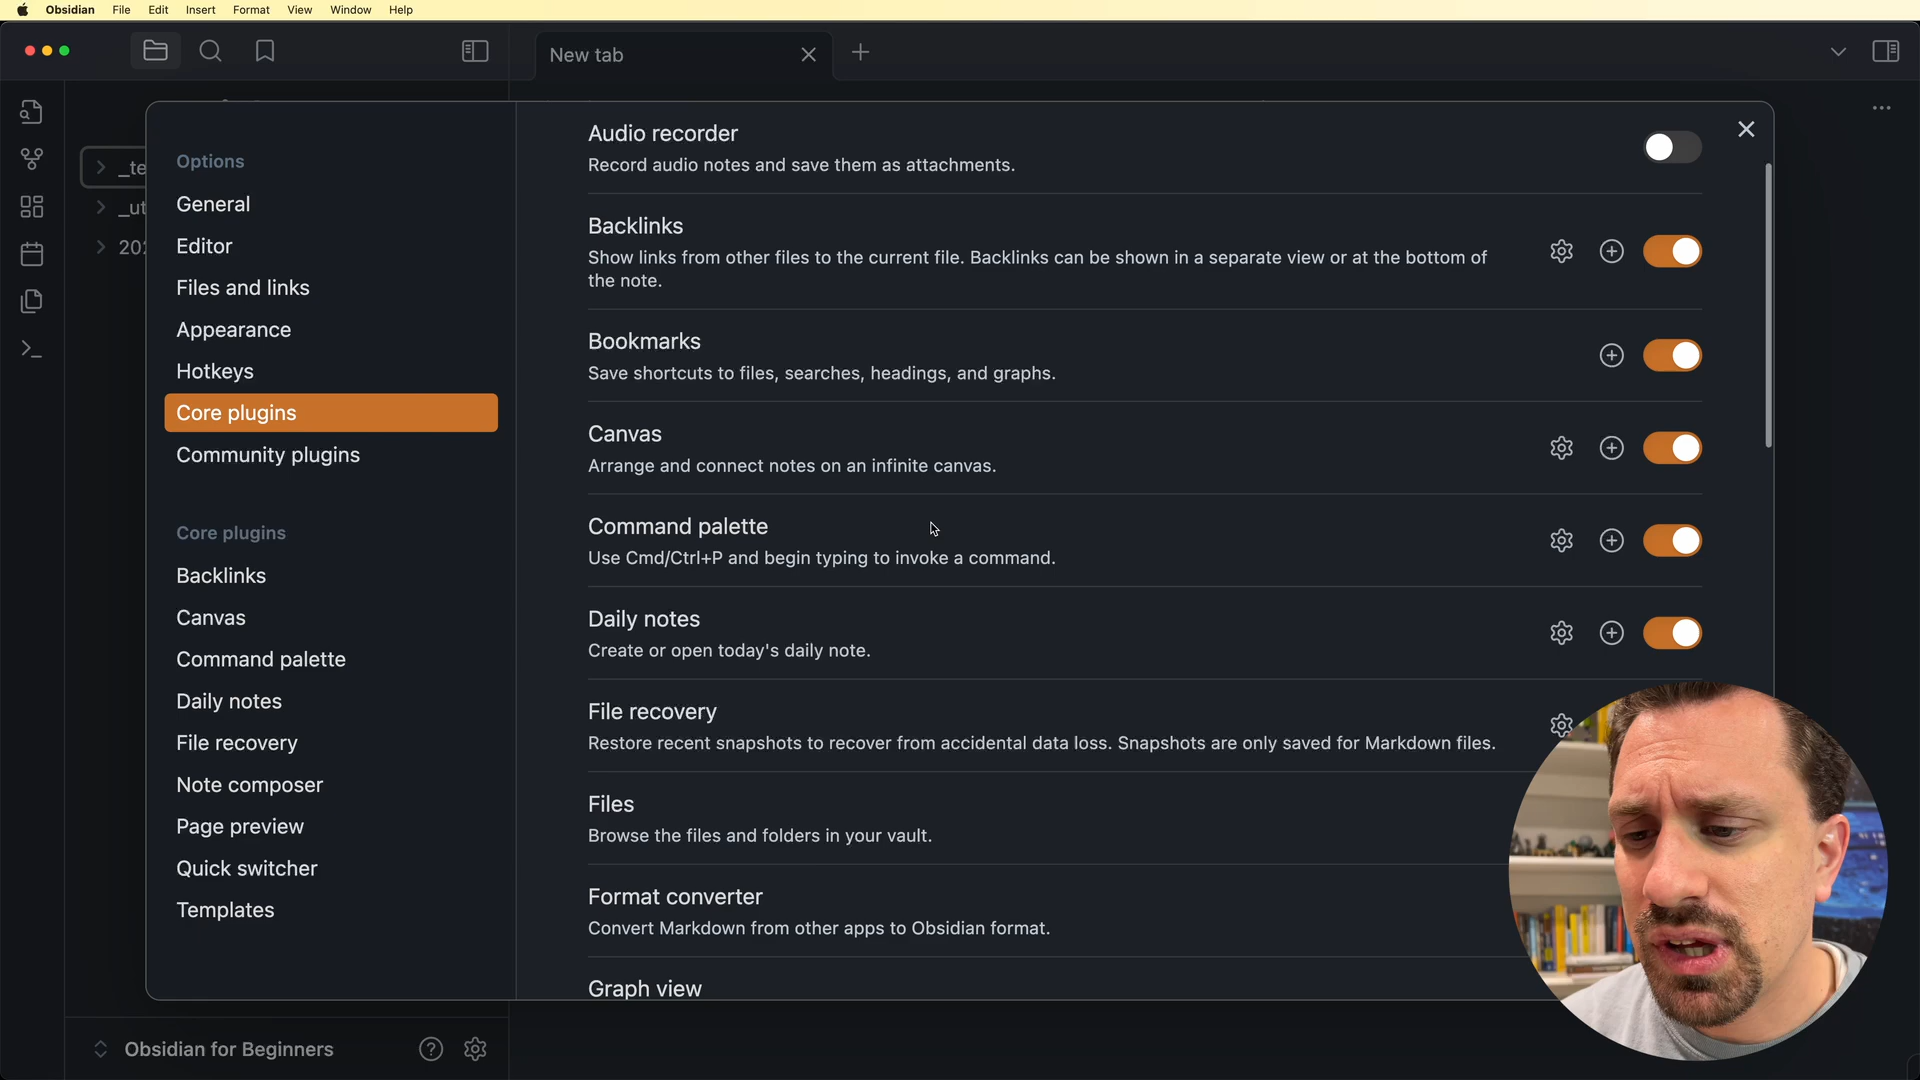 Obsidian File Edit Insert Format View Window Help
New tab
_te
_ut
202
Options
General
Editor
Files and links
Appearance
Hotkeys
Core plugins
Community plugins
Core plugins
Backlinks
Canvas
Command palette
Daily notes
File recovery
Note composer
Page preview
Quick switcher
Templates
Audio recorder
Record audio notes and save them as attachments.
Backlinks
Show links from other files to the current file. Backlinks can be shown in a separate view or at the bottom of
the note.
Bookmarks
Save shortcuts to files, searches, headings, and graphs.
Canvas
Arrange and connect notes on an infinite canvas.
Command palette
Use Cmd/Ctrl+P and begin typing to invoke a command.
Daily notes
Create or open today's daily note.
File recovery
Restore recent snapshots to recover from accidental data loss. Snapshots are only saved for Markdown files.
Files
Browse the files and folders in your vault.
Format converter
Convert Markdown from other apps to Obsidian format.
Graph view
Obsidian for Beginners